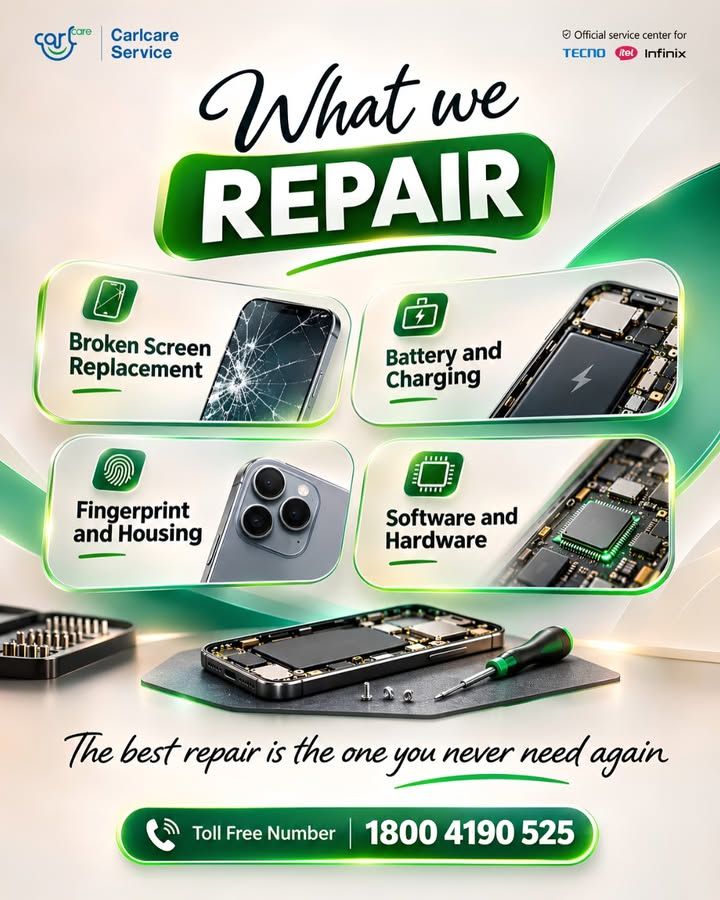 carlcare
Carlcare
Service
Official service center for
TECNO itel Infinix
What we
REPAIR
Broken Screen
Replacement
Battery and
Charging
Fingerprint
and Housing
Software and
Hardware
The best repair is the one you never need again
Toll Free Number | 1800 4190 525